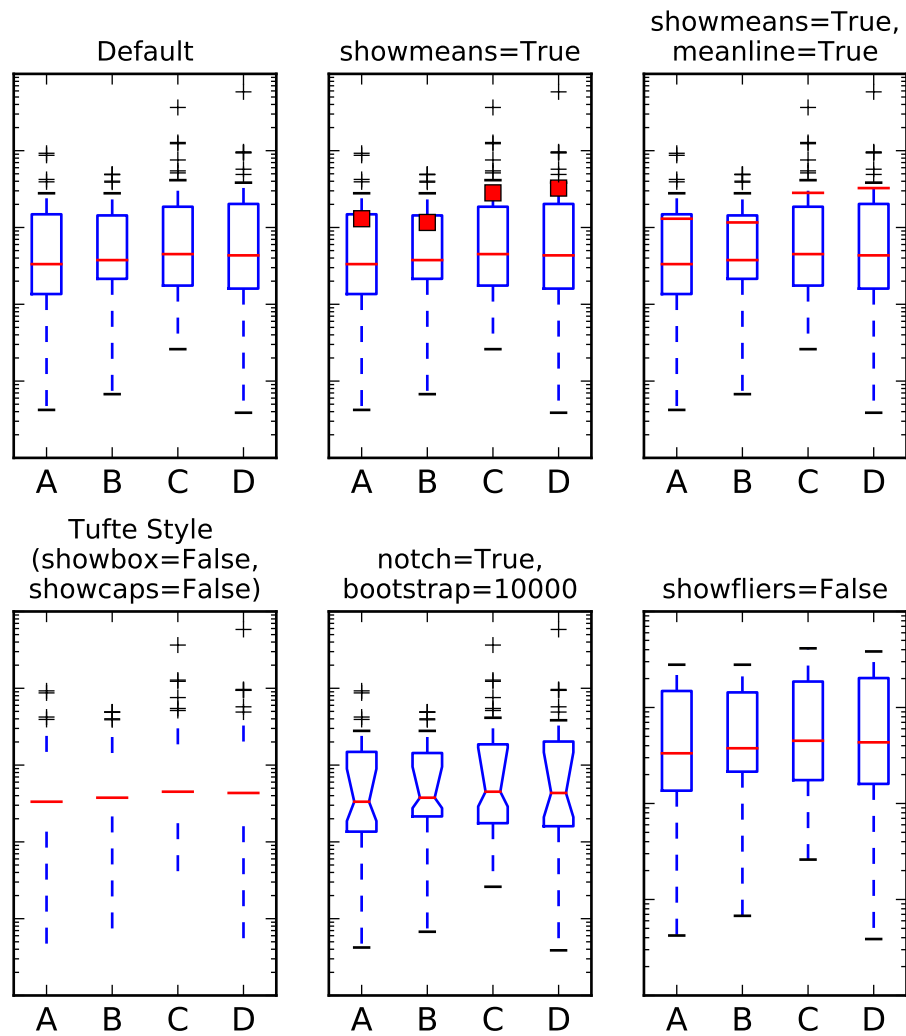 Default
showmeans=True
showmeans=True,
meanline=True
A B C D
A B C D
A B C D
Tufte Style
(showbox=False,
showcaps=False)
notch=True,
bootstrap=10000
showfliers=False
A B C D
A B C D
A B C D